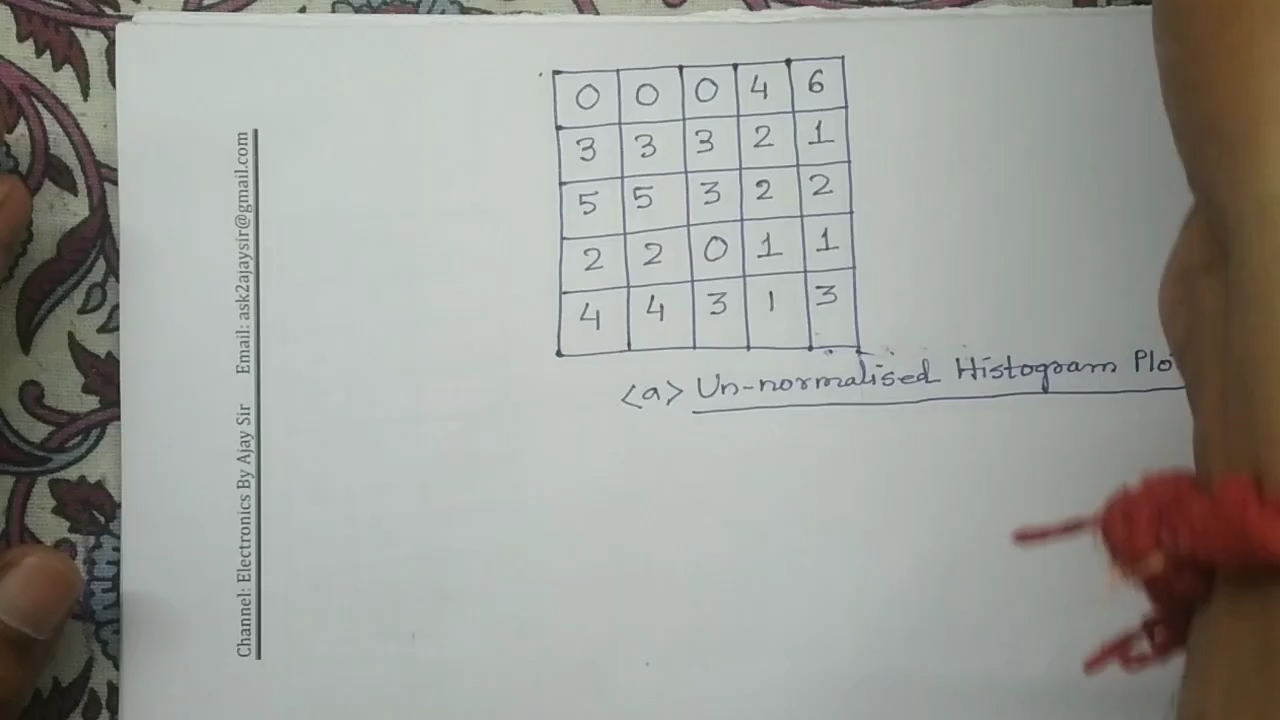 0 0 0 4 6
3 3 3 2 1
5 5 3 2 2
2 2 0 1 1
4 4 3 1 3
<a> Un-normalised Histogram Plo
Channel: Electronics By Ajay Sir Email: ask2ajaysir@gmail.com